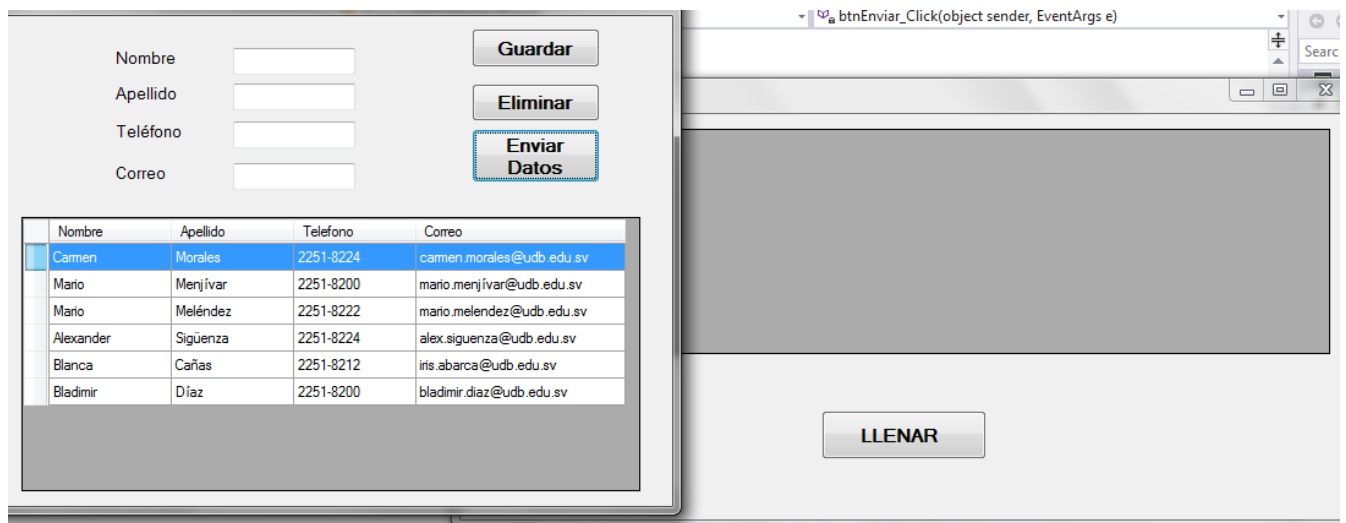 btnEnviar_Click(object sender, EventArgs e)
Searc
Nombre
Guardar
Apellido
Eliminar
Teléfono
Enviar
Datos
Correo
Nombre Apellido Telefono Correo
Carmen Morales 2251-8224 carmen.morales@udb.edu.sv
Mario Menjívar 2251-8200 mario.menjívar@udb.edu.sv
Mario Meléndez 2251-8222 mario.melendez@udb.edu.sv
Alexander Sigüenza 2251-8224 alex.siguenza@udb.edu.sv
Blanca Cañas 2251-8212 iris.abarca@udb.edu.sv
Bladimir Díaz 2251-8200 bladimir.diaz@udb.edu.sv
LLENAR